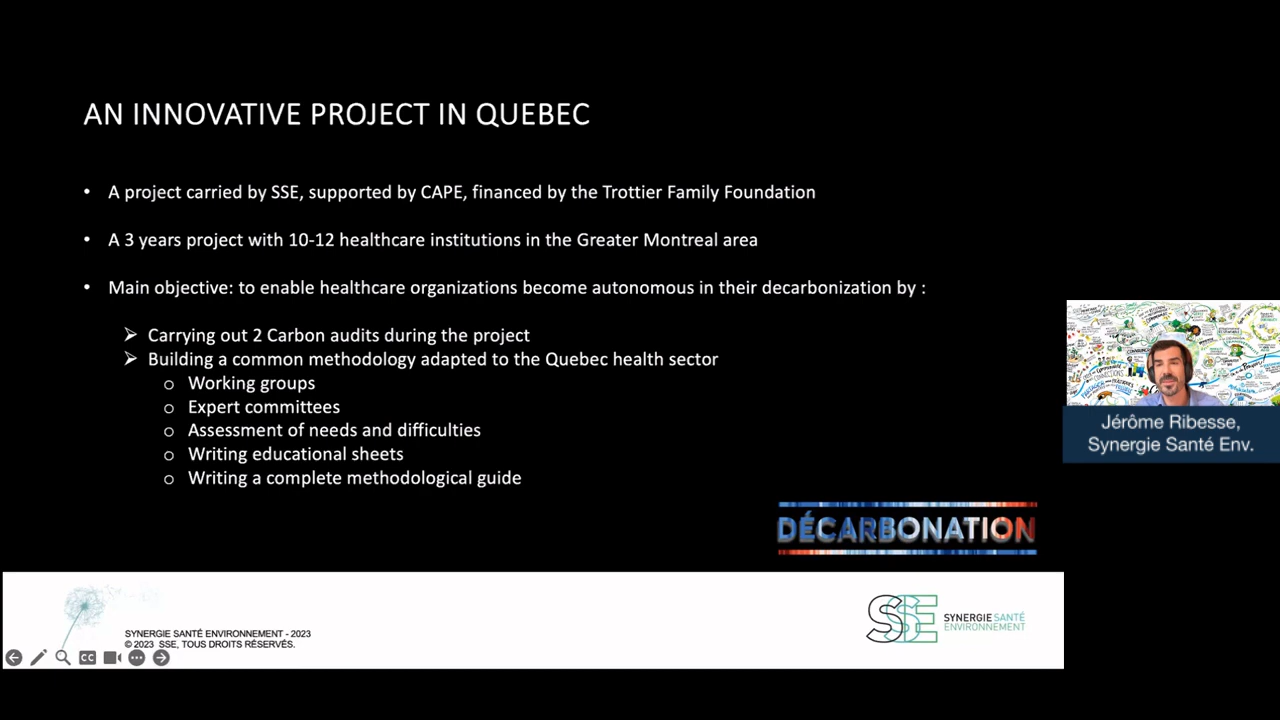 AN INNOVATIVE PROJECT IN QUEBEC
• A project carried by SSE, supported by CAPE, financed by the Trottier Family Foundation
• A 3 years project with 10-12 healthcare institutions in the Greater Montreal area
• Main objective: to enable healthcare organizations become autonomous in their decarbonization by :
➢ Carrying out 2 Carbon audits during the project
➢ Building a common methodology adapted to the Quebec health sector
o Working groups
o Expert committees
o Assessment of needs and difficulties
o Writing educational sheets
o Writing a complete methodological guide
Jérôme Ribesse,
Synergie Santé Env.
DÉCARBONATION
SYNERGIE SANTÉ ENVIRONNEMENT - 2023
© 2023 SSE, TOUS DROITS RÉSERVÉS.
SSE
SYNERGIE SANTÉ
ENVIRONNEMENT
CC